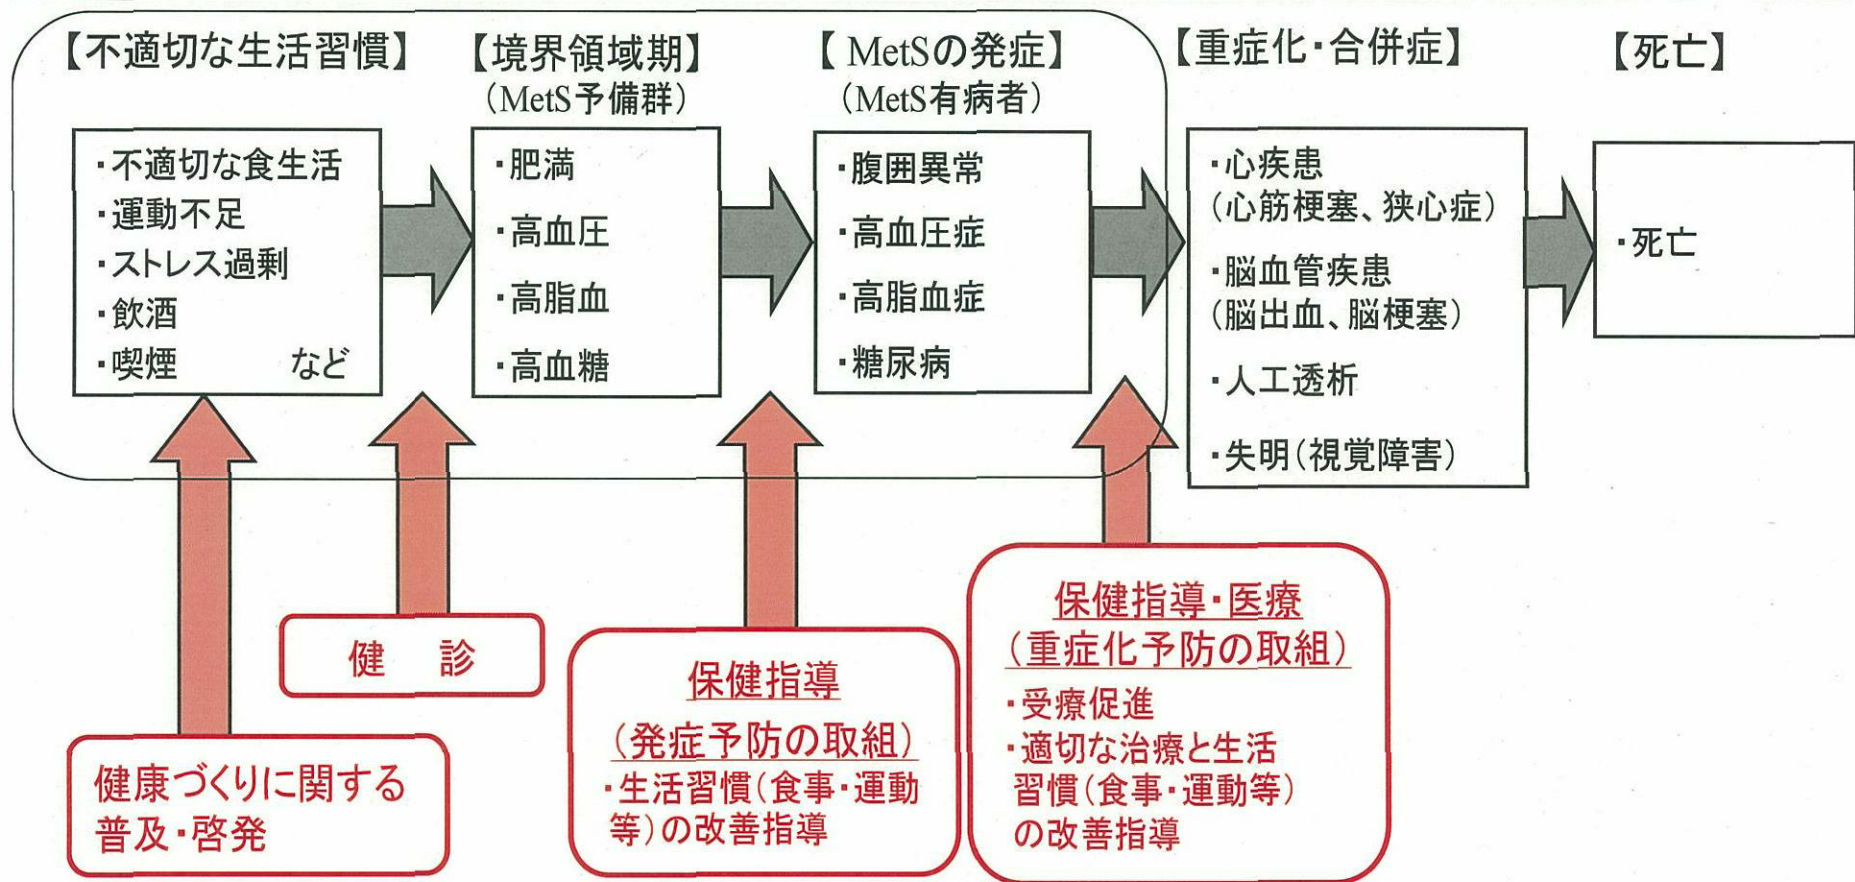 【不適切な生活習慣】
・不適切な食生活
・運動不足
・ストレス過剰
・飲酒
・喫煙 など
【境界領域期】
(MetS予備群)
・肥満
・高血圧
・高脂血
・高血糖
【MetSの発症】
(MetS有病者)
・腹囲異常
・高血圧症
・高脂血症
・糖尿病
【重症化・合併症】
・心疾患
(心筋梗塞、狭心症)
・脳血管疾患
(脳出血、脳梗塞)
・人工透析
・失明(視覚障害)
【死亡】
・死亡
健康づくりに関する
普及・啓発
健 診
保健指導
(発症予防の取組)
・生活習慣(食事・運動
等)の改善指導
保健指導・医療
(重症化予防の取組)
・受療促進
・適切な治療と生活
習慣(食事・運動等)
の改善指導